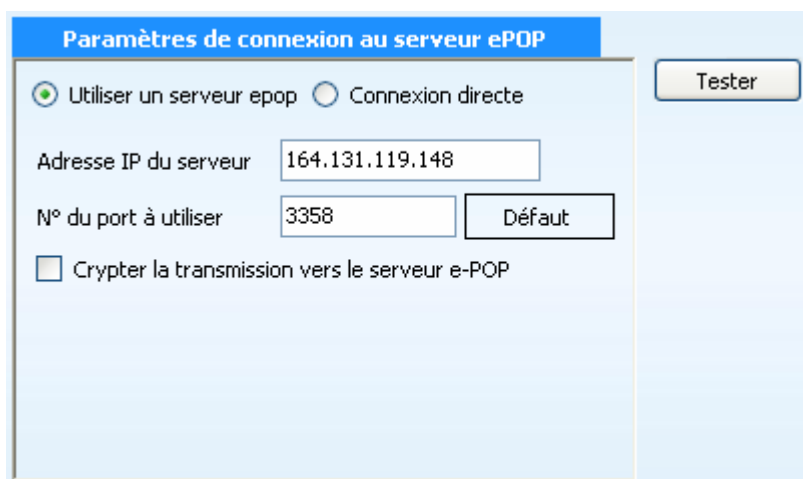 Paramètres de connexion au serveur ePOP
Tester
Utiliser un serveur epop Connexion directe
Adresse IP du serveur 164.131.119.148
N° du port à utiliser 3358 Défaut
Crypter la transmission vers le serveur e-POP